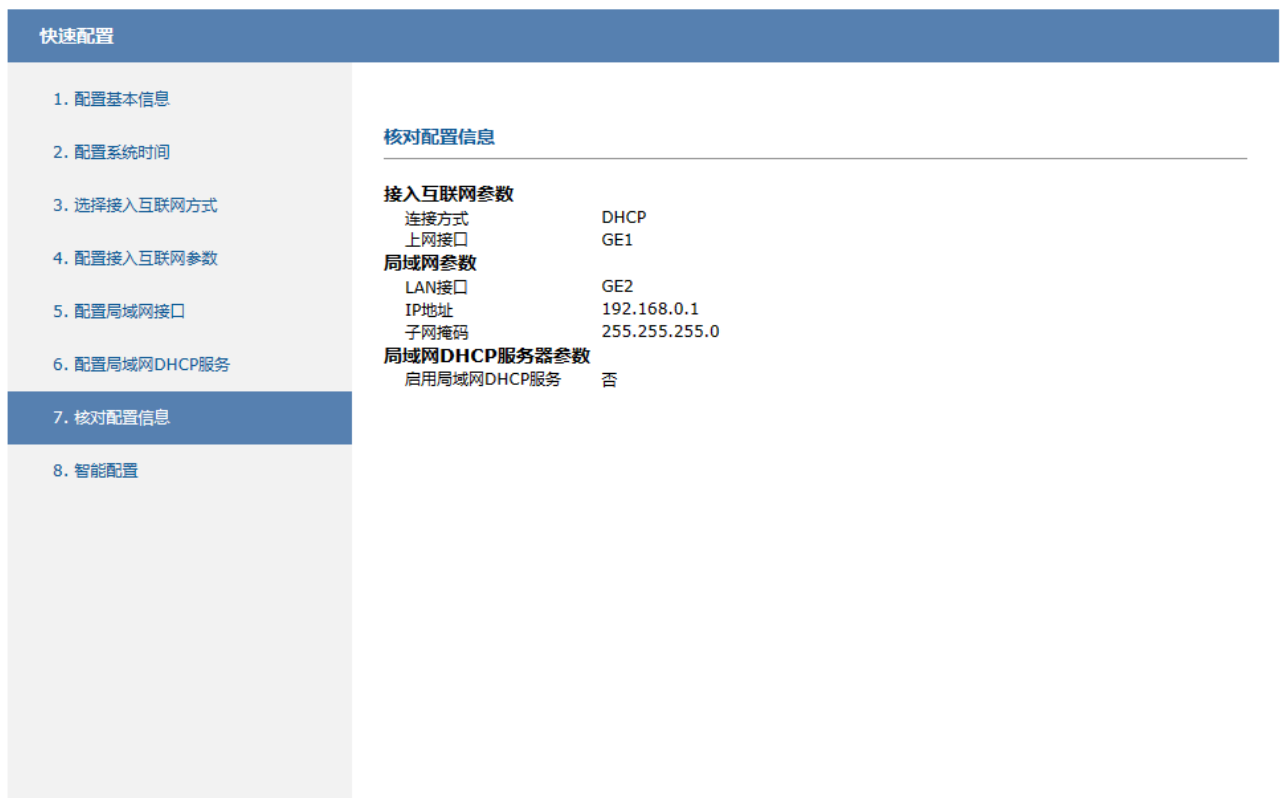 快速配置
1. 配置基本信息
2. 配置系统时间
3. 选择接入互联网方式
4. 配置接入互联网参数
5. 配置局域网接口
6. 配置局域网DHCP服务
7. 核对配置信息
8. 智能配置
核对配置信息
接入互联网参数
连接方式 DHCP
上网接口 GE1
局域网参数
LAN接口 GE2
IP地址 192.168.0.1
子网掩码 255.255.255.0
局域网DHCP服务器参数
启用局域网DHCP服务 否